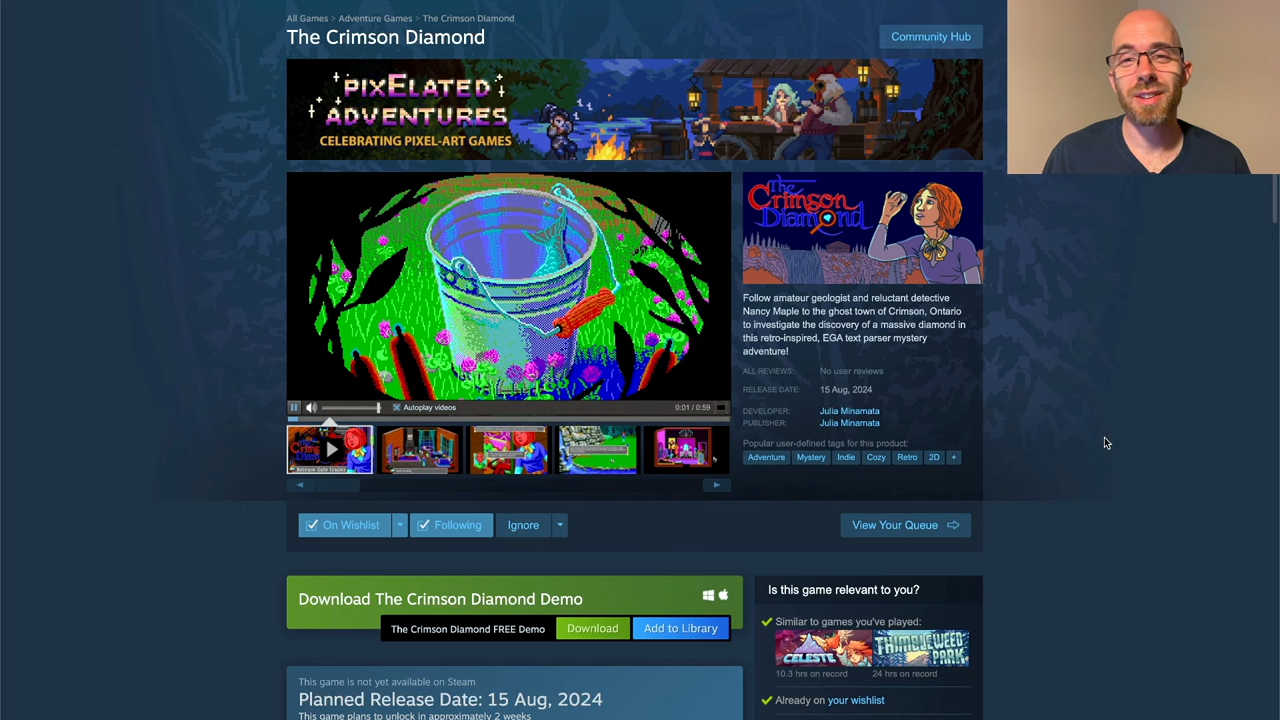 All Games > Adventure Games > The Crimson Diamond
The Crimson Diamond
Community Hub
PIXELATED
ADVENTURES
CELEBRATING PIXEL-ART GAMES
The
Crimson
Diamond
Follow amateur geologist and reluctant detective
Nancy Maple to the ghost town of Crimson, Ontario
to investigate the discovery of a massive diamond in
this retro-inspired, EGA text parser mystery
adventure!
ALL REVIEWS: No user reviews
RELEASE DATE: 15 Aug, 2024
DEVELOPER: Julia Minamata
PUBLISHER: Julia Minamata
Popular user-defined tags for this product:
Adventure Mystery Indie Cozy Retro 2D +
Autoplay videos 0:01 / 0:59
Release date trailer
On Wishlist Following Ignore View Your Queue
Download The Crimson Diamond Demo
The Crimson Diamond FREE Demo Download Add to Library
This game is not yet available on Steam
Planned Release Date: 15 Aug, 2024
This game plans to unlock in approximately 2 weeks
Is this game relevant to you?
Similar to games you've played:
CELESTE THIMBLEWEED PARK
10.3 hrs on record 24 hrs on record
Already on your wishlist